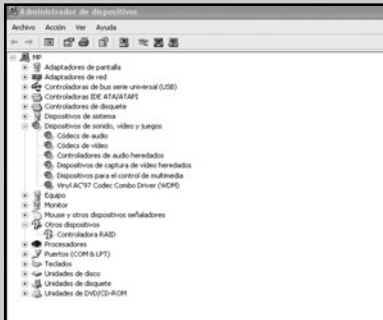 Administrador de dispositivos
Archivo Acción Ver Ayuda
MP
Adaptadores de pantalla
Adaptadores de red
Controladoras de bus serie universal (USB)
Controladoras IDE ATA/ATAPI
Controladoras de disquete
Dispositivos de sistema
Dispositivos de sonido, vídeo y juegos
Códecs de audio
Códecs de vídeo
Controladores de audio heredados
Dispositivos de captura de vídeo heredados
Dispositivos para el control de multimedia
Vinyl AC'97 Codec Combo Driver (WDM)
Equipo
Monitor
Mouse y otros dispositivos señaladores
Otros dispositivos
Controladora RAID
Procesadores
Puertos (COM & LPT)
Teclados
Unidades de disco
Unidades de disquete
Unidades de DVD/CD-ROM